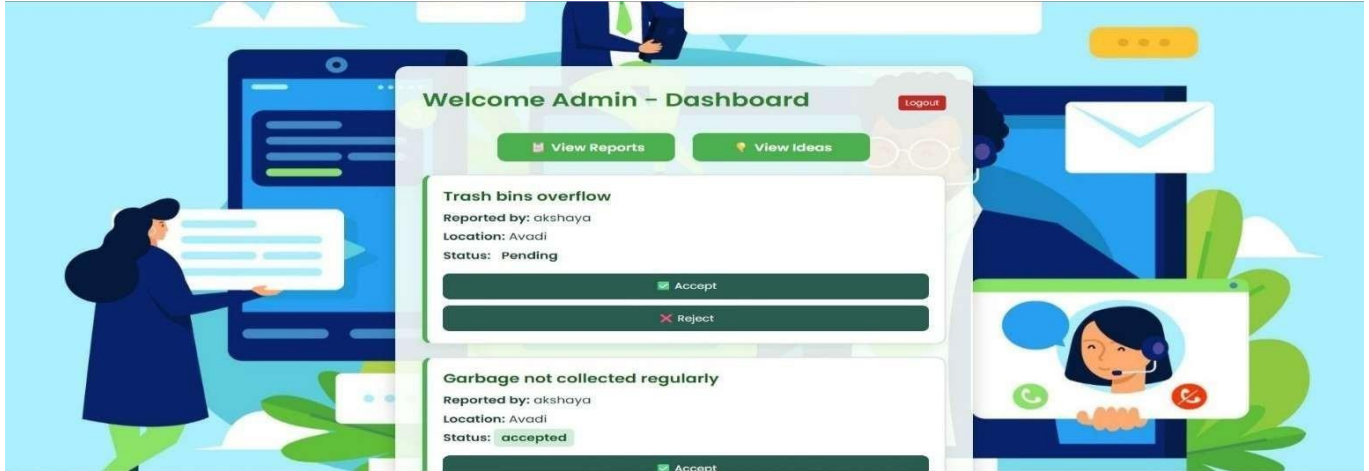 Welcome Admin - Dashboard
Logout
View Reports
View Ideas
Trash bins overflow
Reported by: akshaya
Location: Avadi
Status: Pending
✅ Accept
❌ Reject
Garbage not collected regularly
Reported by: akshaya
Location: Avadi
Status: accepted
✅ Accept